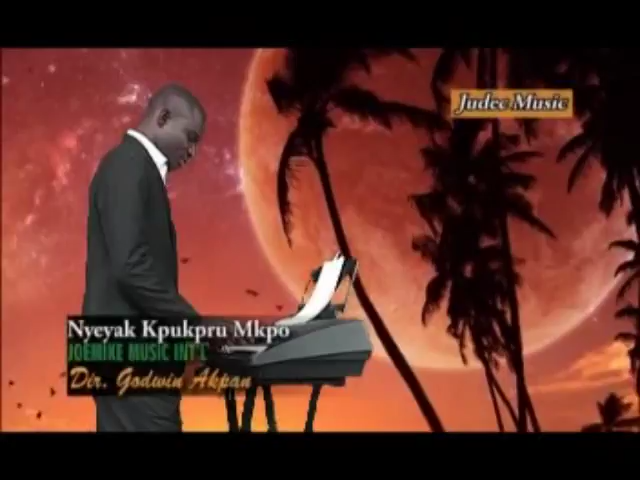 Judec Music
Nyeyak Kpukpru Mkpo
JOEMIKE MUSIC INT'L
Dir. Godwin Akpan